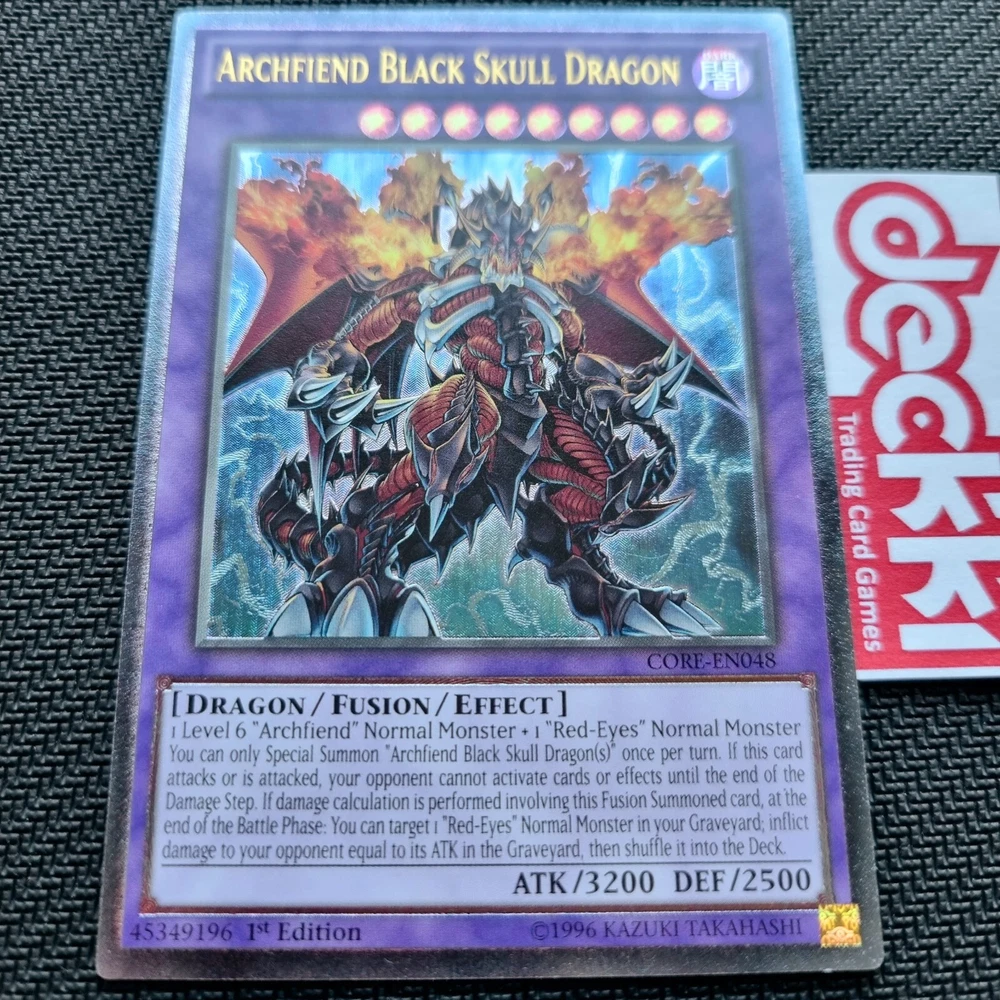 ARCHFIEND BLACK SKULL DRAGON
DARK
闇
CORE-EN048
[DRAGON / FUSION / EFFECT]
1 Level 6 "Archfiend" Normal Monster + 1 "Red-Eyes" Normal Monster
You can only Special Summon "Archfiend Black Skull Dragon(s)" once per turn. If this card
attacks or is attacked, your opponent cannot activate cards or effects until the end of the
Damage Step. If damage calculation is performed involving this Fusion Summoned card, at the
end of the Battle Phase: You can target 1 "Red-Eyes" Normal Monster in your Graveyard; inflict
damage to your opponent equal to its ATK in the Graveyard, then shuffle it into the Deck.
ATK/3200 DEF/2500
45349196 1st Edition
©1996 KAZUKI TAKAHASHI
decKKi
Trading Card Games